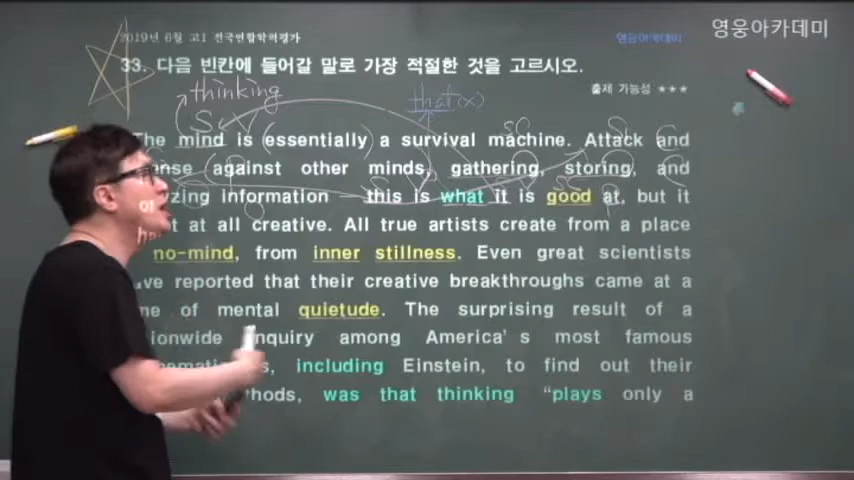 2019년 6월 고1 전국연합학력평가
영웅아카데미
영웅아카데미
33. 다음 빈칸에 들어갈 말로 가장 적절한 것을 고르시오.
출제 가능성 ★★★
thinking
that(x)
S V
SC S C
The mind is (essentially) a survival machine. Attack and
(against other minds, gathering, storing, and
information — this is what it is good at, but it
at all creative. All true artists create from a place
no-mind, from inner stillness. Even great scientists
reported that their creative breakthroughs came at a
of mental quietude. The surprising result of a
inquiry among America's most famous
including Einstein, to find out their
was that thinking "plays only a